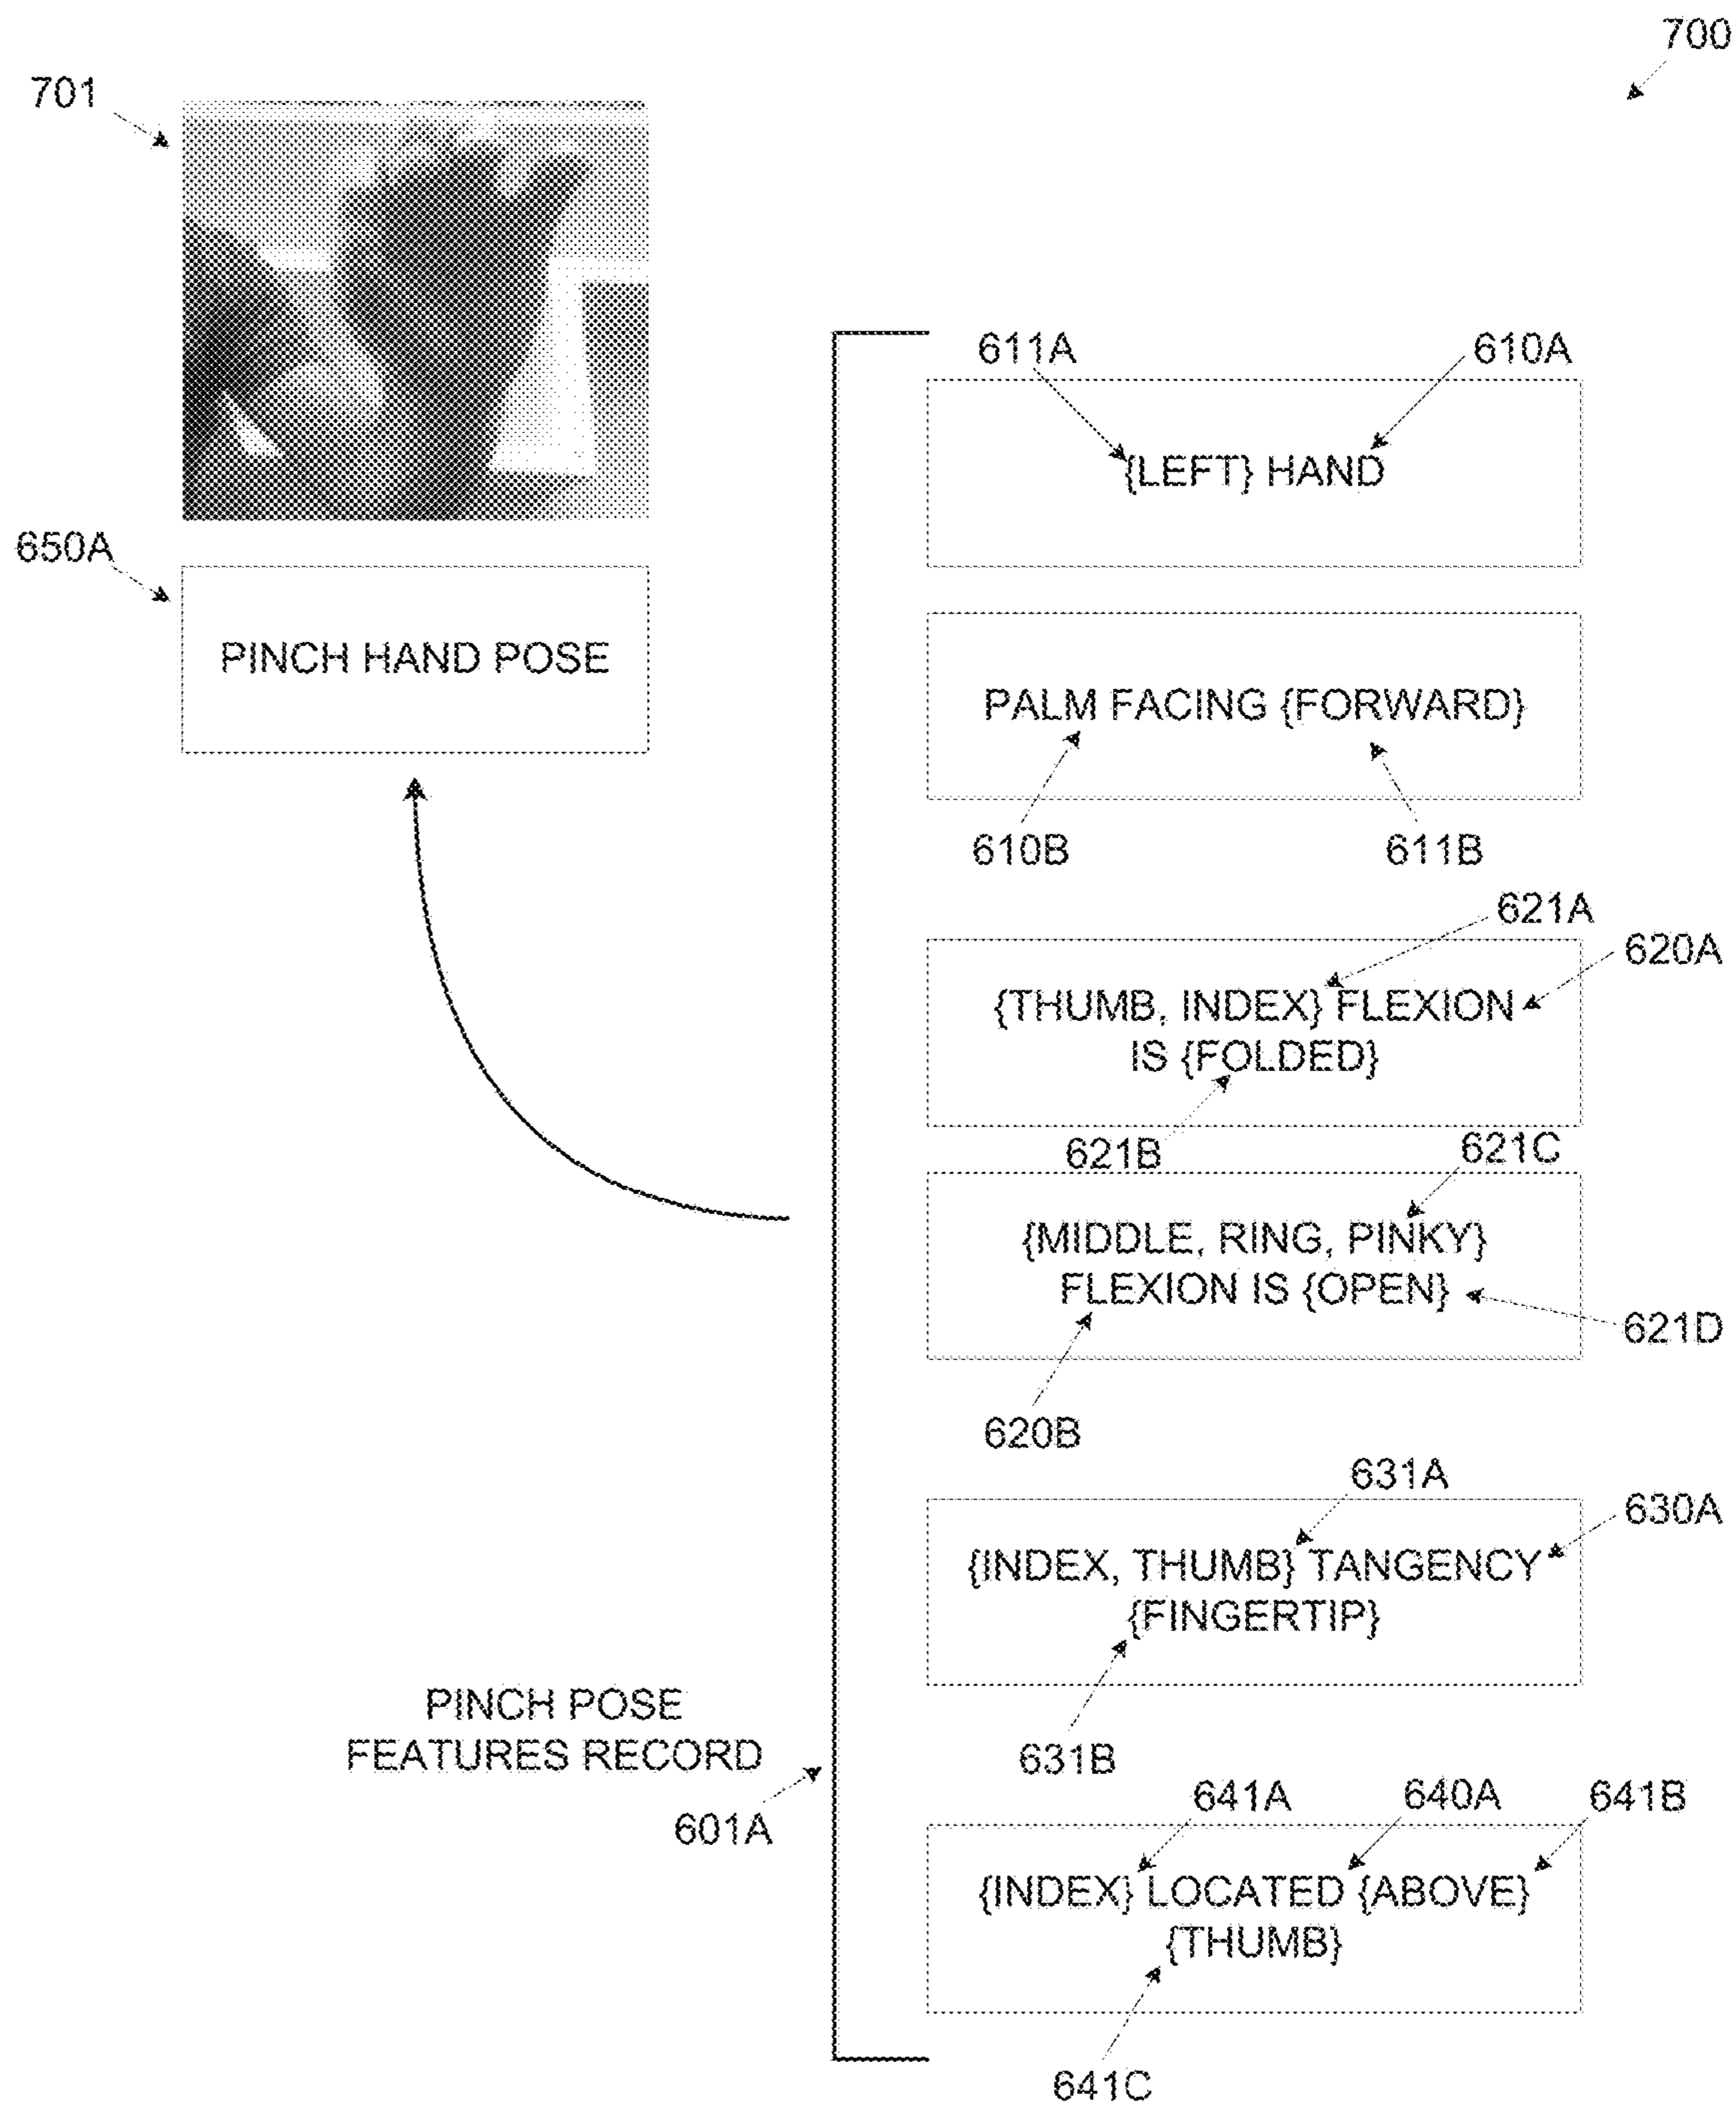 700
701
650A
PINCH HAND POSE
611A
610A
{LEFT} HAND
PALM FACING {FORWARD}
610B
611B
621A
620A
{THUMB, INDEX} FLEXION
IS {FOLDED}
621B
621C
{MIDDLE, RING, PINKY}
FLEXION IS {OPEN}
621D
620B
631A
630A
{INDEX, THUMB} TANGENCY
{FINGERTIP}
631B
PINCH POSE
FEATURES RECORD
601A
641A
640A
641B
{INDEX} LOCATED {ABOVE}
{THUMB}
641C